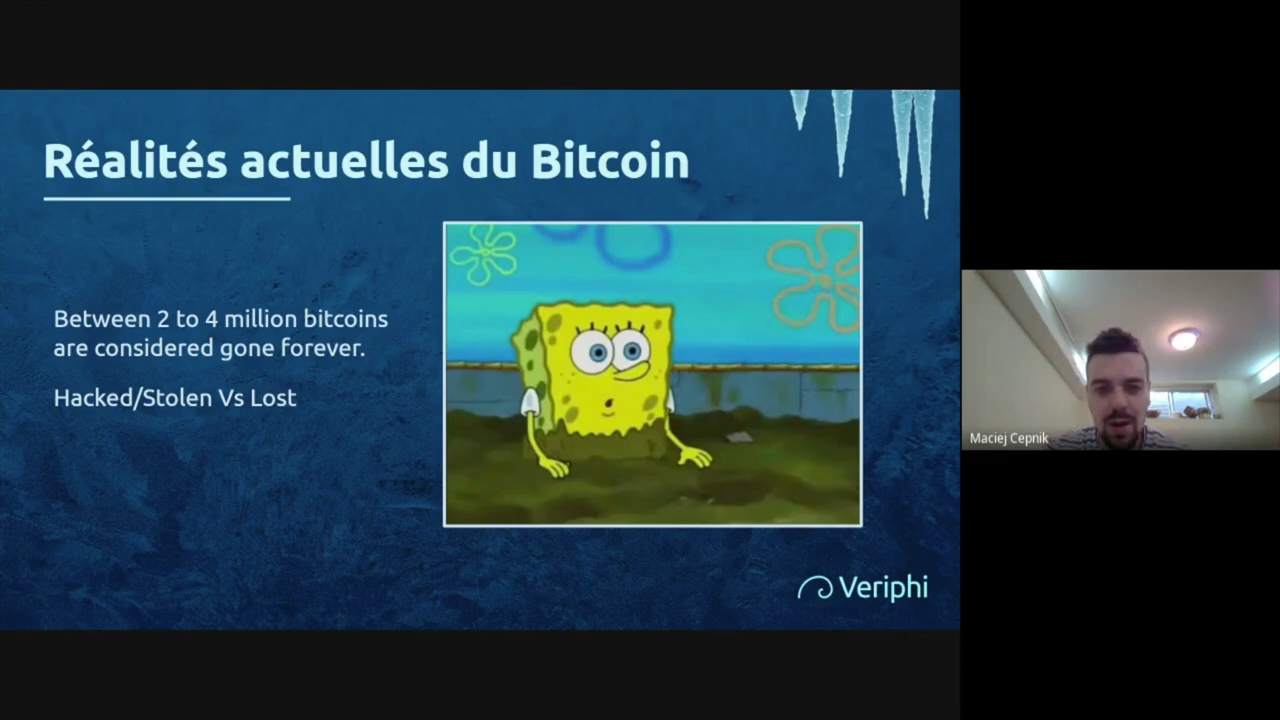 Réalités actuelles du Bitcoin
Between 2 to 4 million bitcoins
are considered gone forever.
Hacked/Stolen Vs Lost
Veriphi
Maciej Cepnik